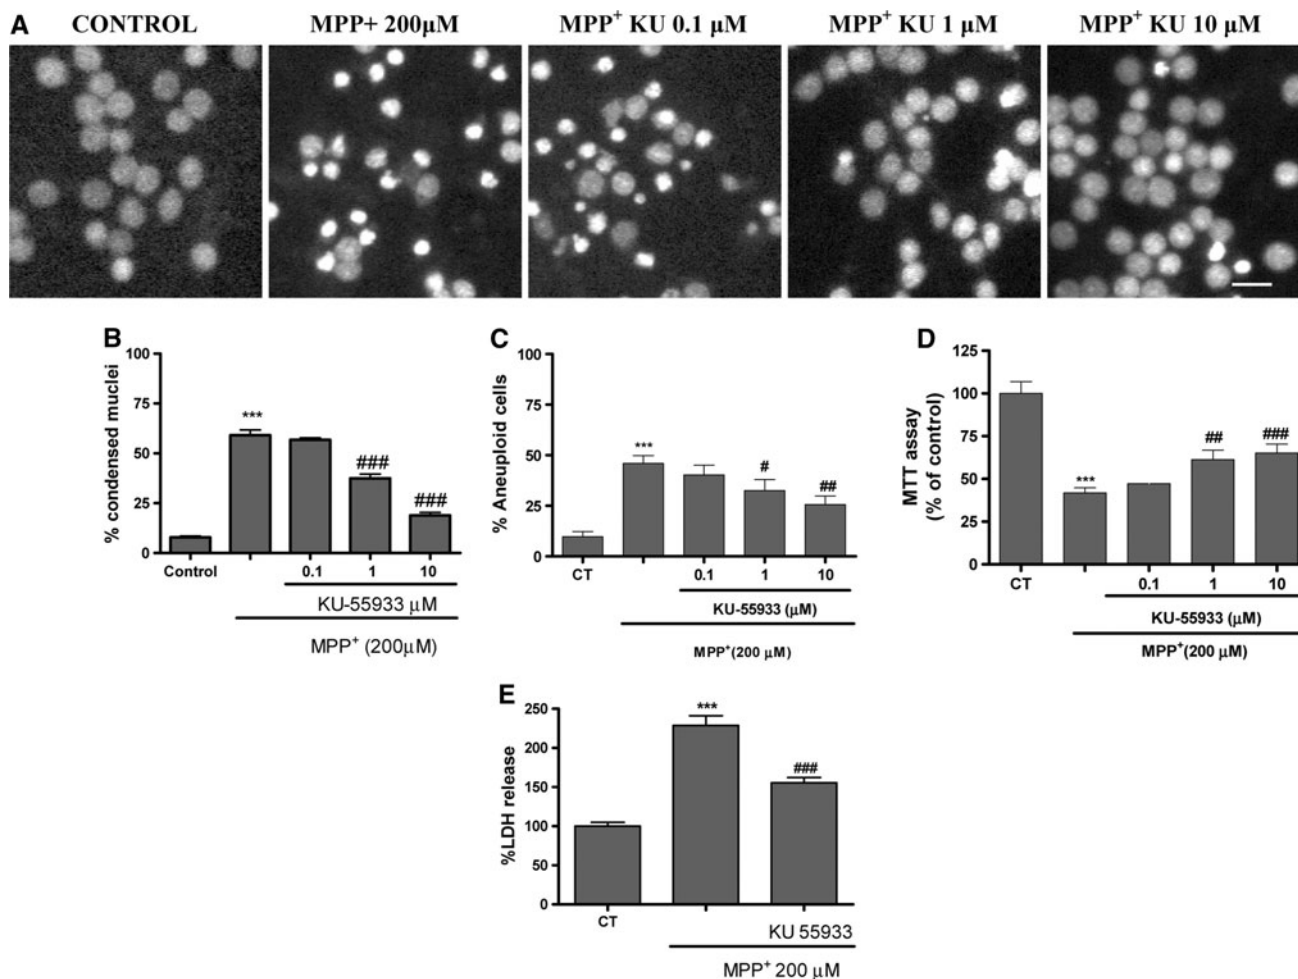 A
CONTROL
MPP+ 200µM
MPP+ KU 0.1 µM
MPP+ KU 1 µM
MPP+ KU 10 µM
B
% condensed muclei
100
75
50
25
0
***
###
###
Control
0.1
1
10
KU-55933 µM
MPP+ (200µM)
C
% Aneuploid cells
100
50
25
0
***
#
##
CT
0.1
1
10
KU-55933 (µM)
MPP+(200 µM)
D
MTT assay
(% of control)
125
100
75
50
25
0
***
##
###
CT
0.1
1
10
KU-55933 (µM)
MPP+(200 µM)
E
%LDH release
250
200
150
100
50
0
***
###
CT
KU 55933
MPP+ 200 µM